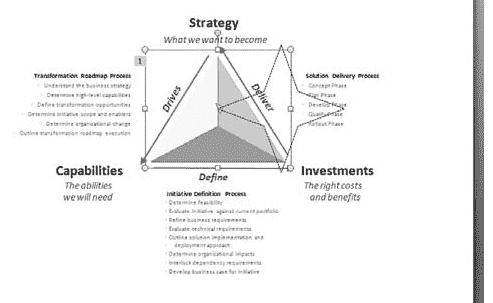 Strategy
What we want to become
1
Transformation Roadmap Process
Understand the business strategy
Determine high-level capabilities
Define transformation opportunities
Determine initiative scope and enablers
Determine organizational change
Outline transformation roadmap execution
Drives
Deliver
Solution Delivery Process
Concept Phase
Plan Phase
Develop Phase
Quality Phase
Rollout Phase
Capabilities
The abilities
we will need
Define
Investments
The right costs
and benefits
Initiative Definition Process
Determine feasibility
Evaluate initiative against current portfolio
Refine business requirements
Evaluate technical requirements
Outline solution implementation and
deployment approach
Determine organizational impacts
Interlock dependency requirements
Develop business case for initiative